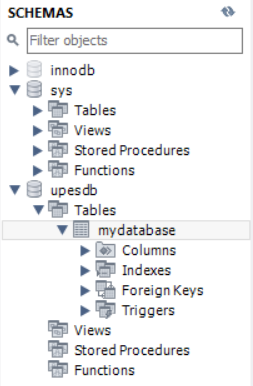 SCHEMAS
Filter objects
innodb
sys
Tables
Views
Stored Procedures
Functions
upesdb
Tables
mydatabase
Columns
Indexes
Foreign Keys
Triggers
Views
Stored Procedures
Functions